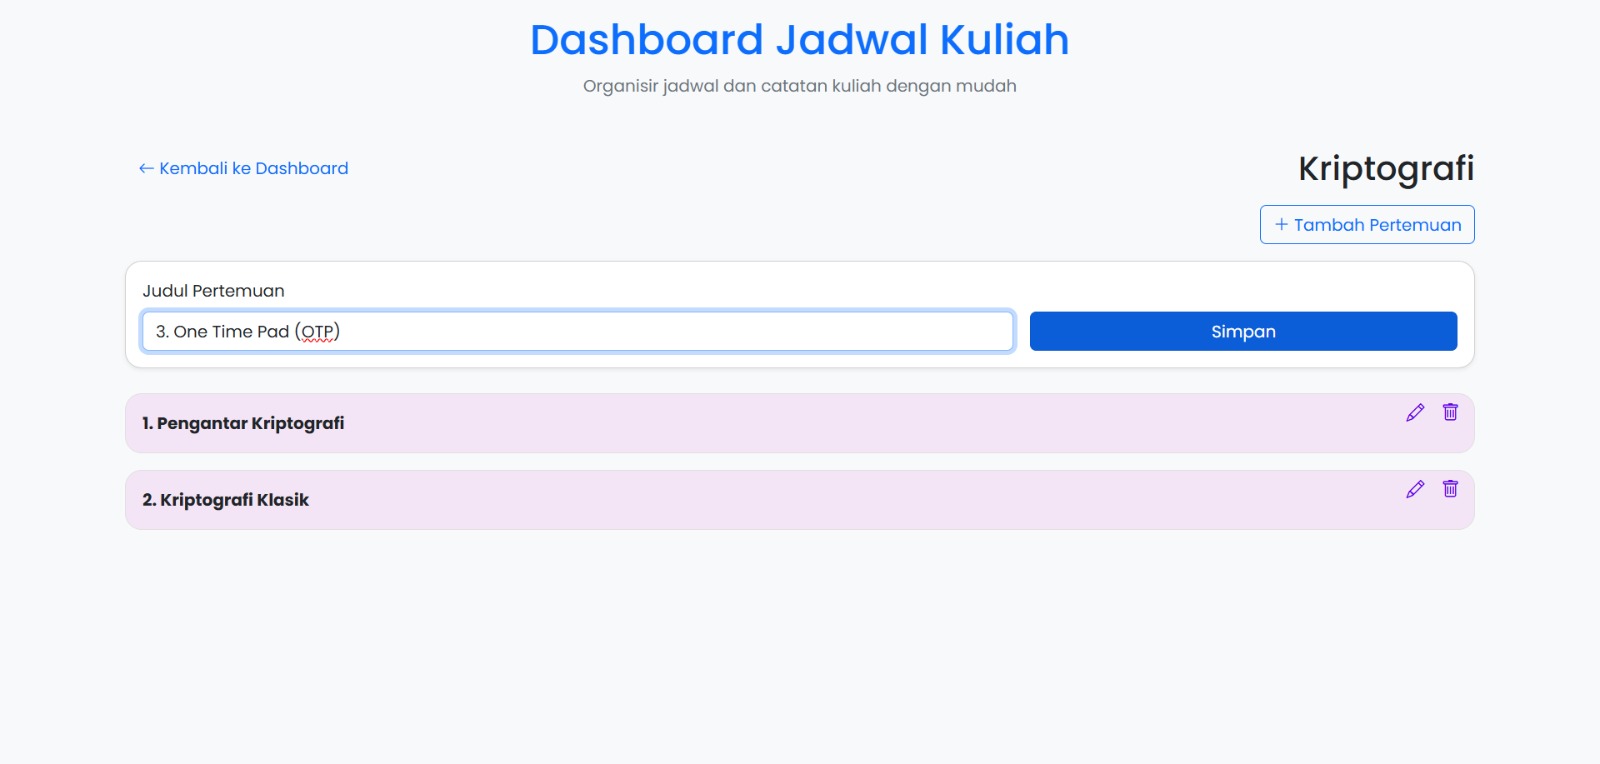 Dashboard Jadwal Kuliah
Organisir jadwal dan catatan kuliah dengan mudah
← Kembali ke Dashboard
Kriptografi
+ Tambah Pertemuan
Judul Pertemuan
3. One Time Pad (OTP)
Simpan
1. Pengantar Kriptografi
2. Kriptografi Klasik